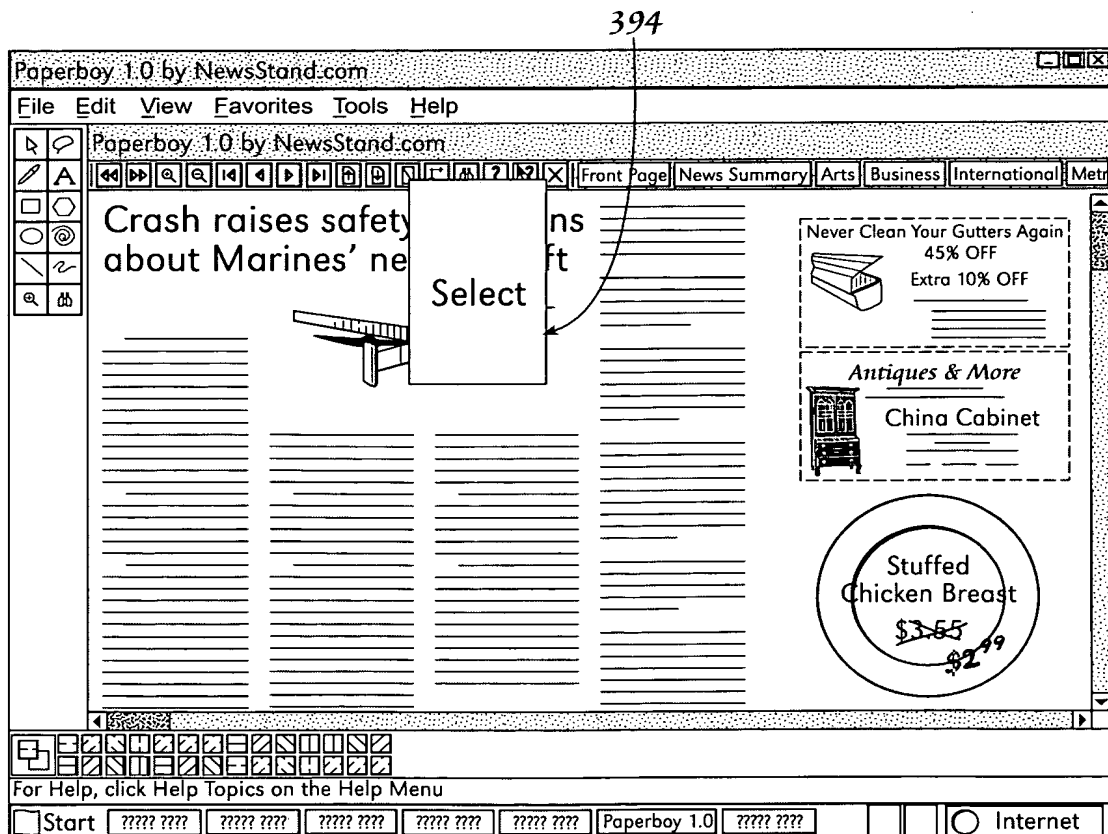 394
Paperboy 1.0 by NewsStand.com
File Edit View Favorites Tools Help
Paperboy 1.0 by NewsStand.com
A
? ? Front Page News Summary Arts Business International Metr
Crash raises safety ns
about Marines' ne ft
Select
Never Clean Your Gutters Again
45% OFF
Extra 10% OFF
Antiques & More
China Cabinet
Stuffed
Chicken Breast
$3.55
$2.99
For Help, click Help Topics on the Help Menu
Start ????? ???? ????? ???? ????? ???? ????? ???? ????? ???? Paperboy 1.0 ????? ???? Internet